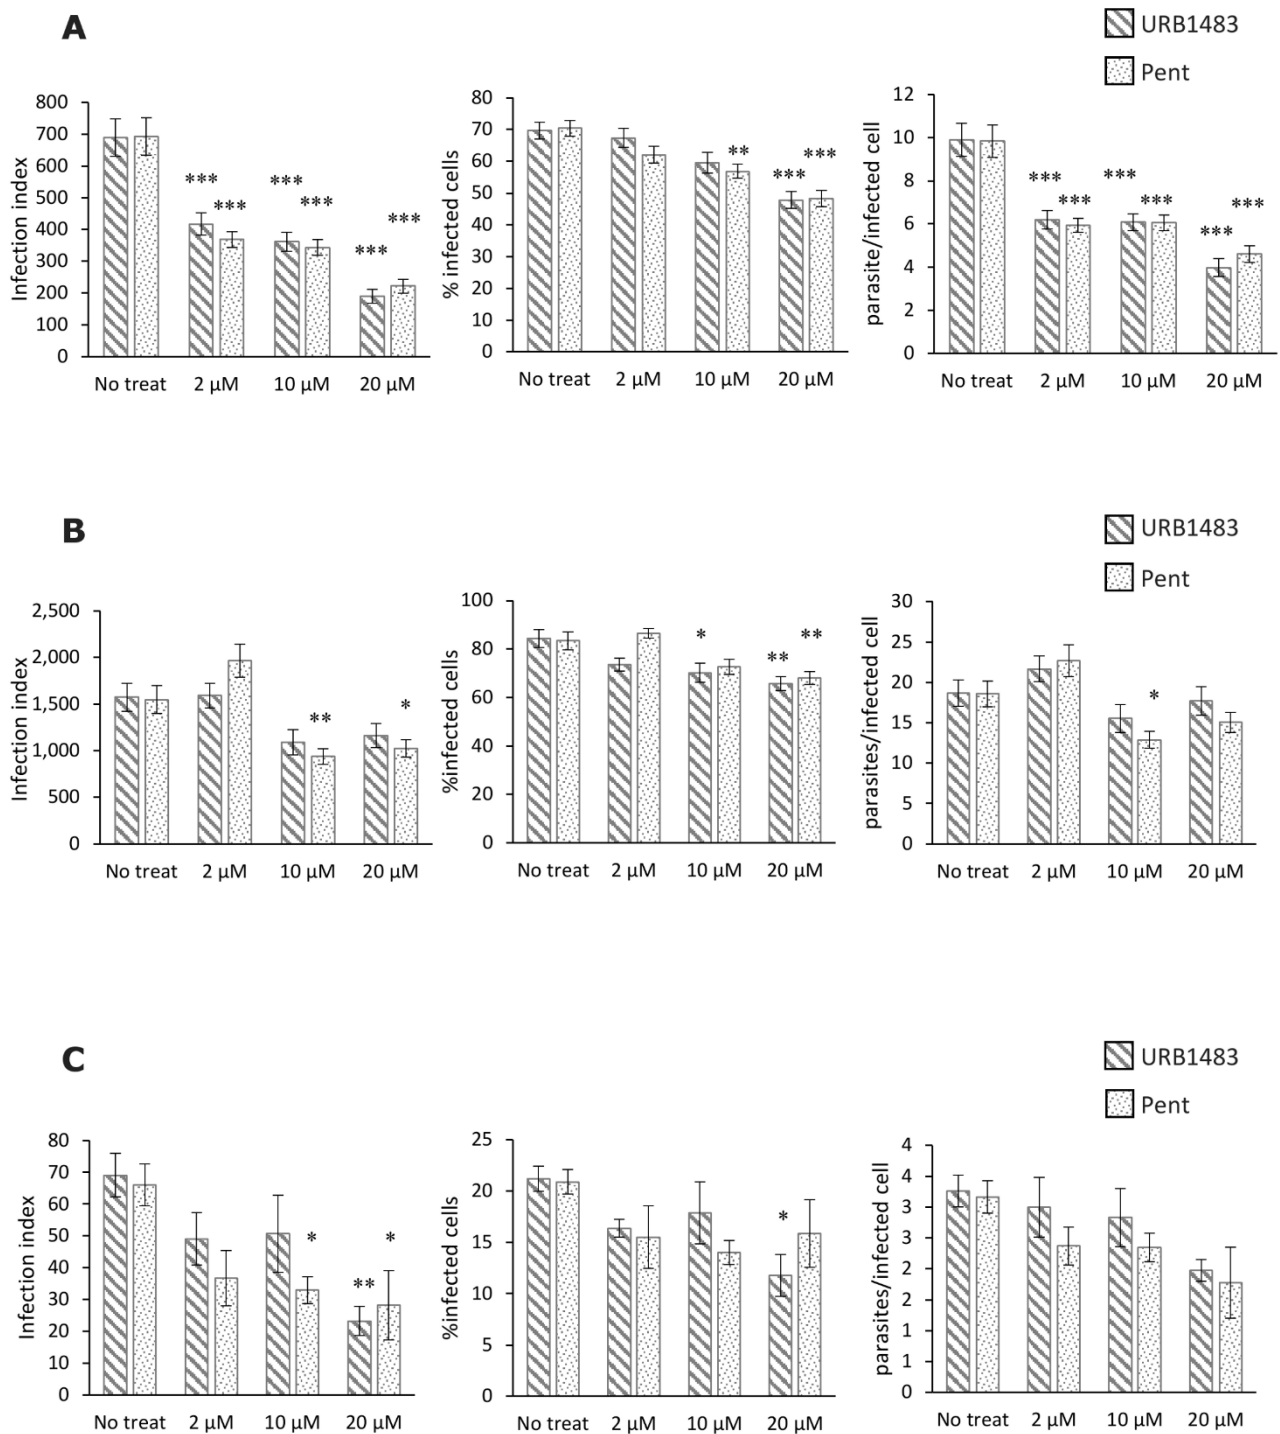 A
URB1483
Pent
Infection index
800
700
600
500
400
300
200
100
0
*** *** *** *** *** ***
No treat 2 µM 10 µM 20 µM
% infected cells
80
70
60
50
40
30
20
10
0
** *** ***
No treat 2 µM 10 µM 20 µM
parasite/infected cell
12
10
8
6
4
2
0
*** *** *** *** *** ***
No treat 2 µM 10 µM 20 µM
B
URB1483
Pent
Infection index
2,500
2,000
1,500
1,000
500
0
** *
No treat 2 µM 10 µM 20 µM
%infected cells
100
80
60
40
20
0
* ** **
No treat 2 µM 10 µM 20 µM
parasites/infected cell
30
25
20
15
10
5
0
*
No treat 2 µM 10 µM 20 µM
C
URB1483
Pent
Infection index
80
70
60
50
40
30
20
10
0
* ** *
No treat 2 µM 10 µM 20 µM
%infected cells
25
20
15
10
5
0
*
No treat 2 µM 10 µM 20 µM
parasites/infected cell
4
4
3
3
2
2
1
1
0
No treat 2 µM 10 µM 20 µM